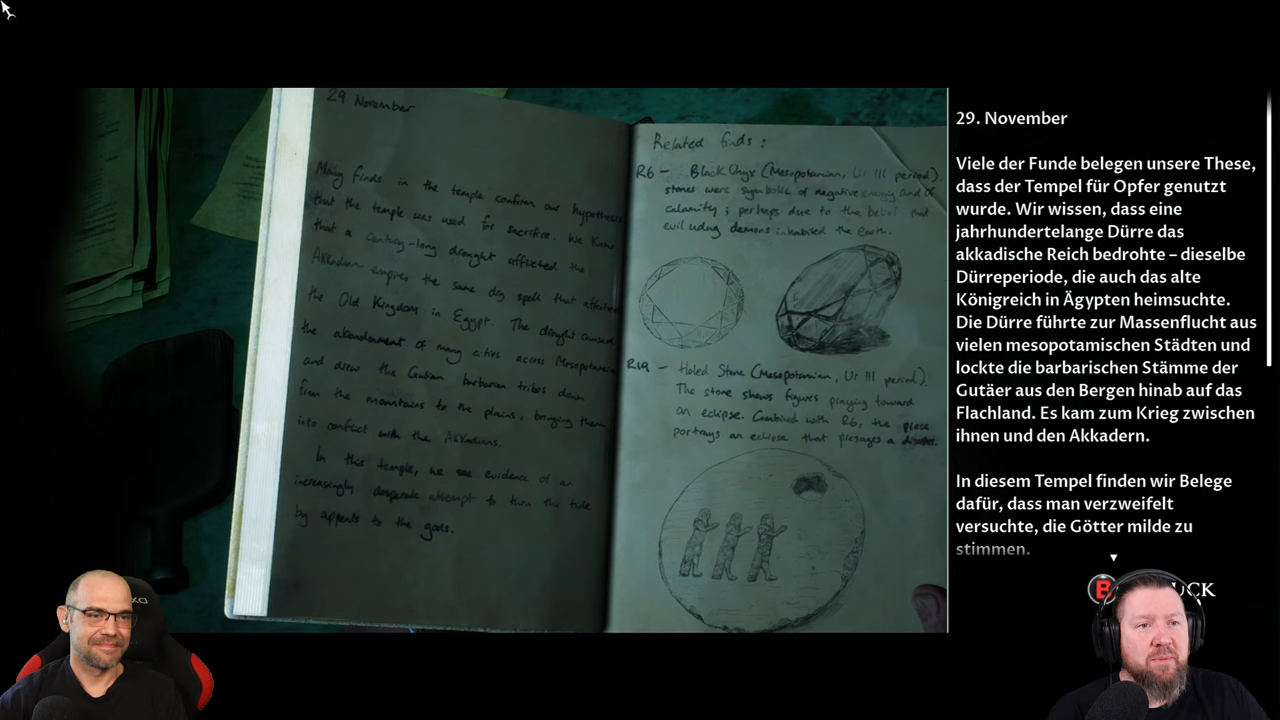 29 November
Many finds in the temple confirm our hypothesis
that the temple was used for sacrifice. We know
that a century-long drought afflicted the
Akkadian empire, the same dry spell that affected
the Old Kingdom in Egypt. The drought caused
the abandonment of many cities across Mesopotamia
and drew the Gutian barbarian tribes down
from the mountains to the plains, bringing them
into conflict with the Akkadians.
In this temple, we see evidence of an
increasingly desperate attempt to turn the tide
by appeals to the gods.
Related finds:
R6 - Black Onyx (Mesopotamian, Ur III period)
stones were symbolic of negative energy and of
calamity; perhaps due to the belief that
evil udug demons inhabited the earth.
R19 - Holed Stone (Mesopotamian, Ur III period).
The stone shows figures praying toward
an eclipse. Combined with R6, the piece
portrays an eclipse that presages a disaster.
29. November
Viele der Funde belegen unsere These,
dass der Tempel für Opfer genutzt
wurde. Wir wissen, dass eine
jahrhundertelange Dürre das
akkadische Reich bedrohte – dieselbe
Dürreperiode, die auch das alte
Königreich in Ägypten heimsuchte.
Die Dürre führte zur Massenflucht aus
vielen mesopotamischen Städten und
lockte die barbarischen Stämme der
Gutäer aus den Bergen hinab auf das
Flachland. Es kam zum Krieg zwischen
ihnen und den Akkadern.
In diesem Tempel finden wir Belege
dafür, dass man verzweifelt
versuchte, die Götter milde zu
stimmen.
B